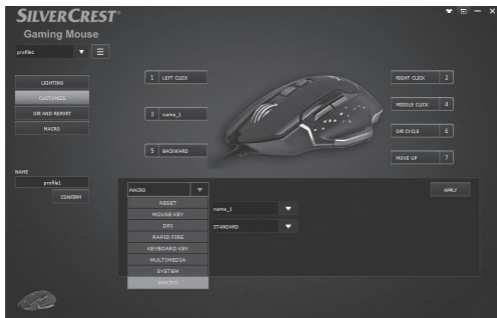 SILVERCREST®
Gaming Mouse
profile1
LIGHTING
CUSTOMIZE
DPI AND REPORT
MACRO
NAME
profile1
CONFIRM
1 LEFT CLICK
3 name_1
5 BACKWARD
RIGHT CLICK 2
MIDDLE CLICK 4
DPI CYCLE 6
MOVE UP 7
MACRO
RESET
MOUSE KEY
DPI
RAPID FIRE
KEYBOARD KEY
MULTIMEDIA
SYSTEM
MACRO
name_1
STANDARD
APPLY